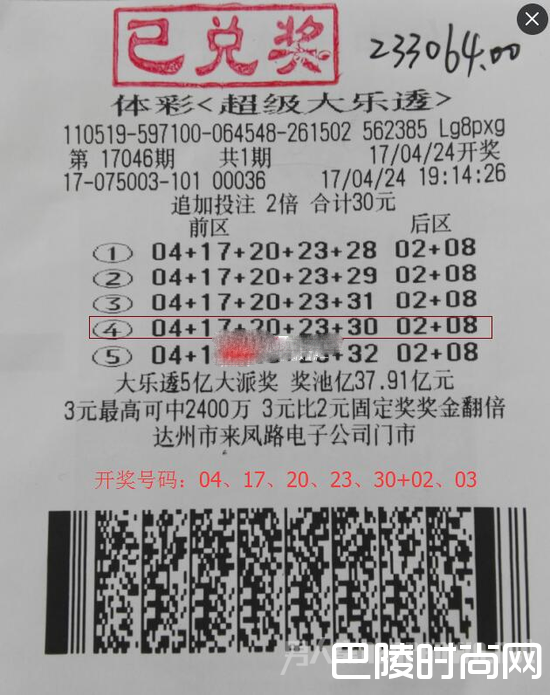 已兑奖
233064.00
体彩<超级大乐透>
110519-597100-064548-261502 562385 Lg8pxg
第 17046期 共1期 17/04/24开奖
17-075003-101 00036 17/04/24 19:14:26
追加投注 2倍 合计30元
前区 后区
① 04+17+20+23+28 02+08
② 04+17+20+23+29 02+08
③ 04+17+20+23+31 02+08
④ 04+17+20+23+30 02+08
⑤ 04+1 +32 02+08
大乐透5亿大派奖 奖池亿37.91亿元
3元最高可中2400万 3元比2元固定奖奖金翻倍
达州市来凤路电子公司门市
开奖号码：04、17、20、23、30+02、03
巴陵时尚网